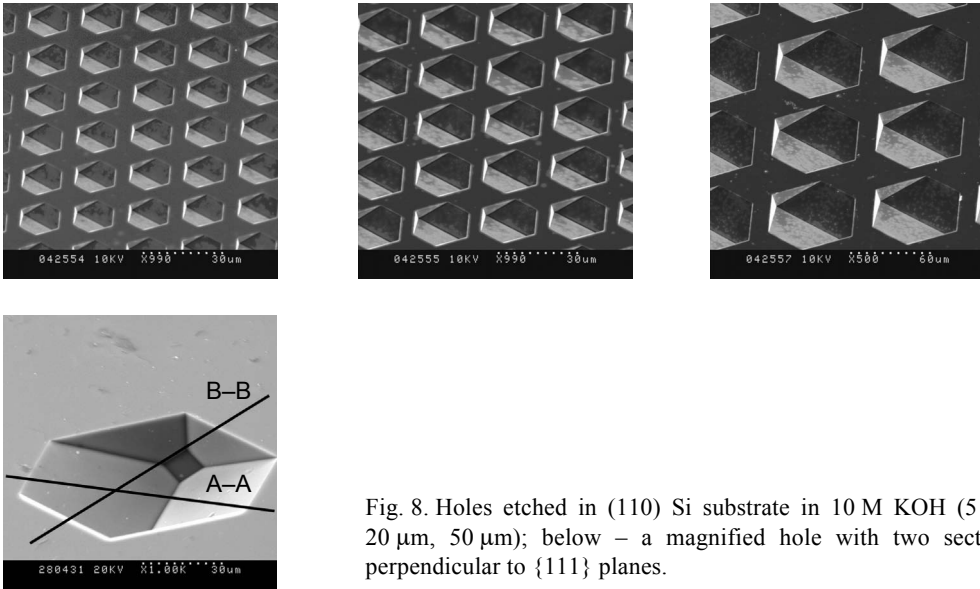 042554 10KV X990 30um
042555 10KV X990 30um
042557 10KV X500 60um
B–B
A–A
280431 20KV X1.00K 30um
Fig. 8. Holes etched in (110) Si substrate in 10 M KOH (5
20 μm, 50 μm); below – a magnified hole with two sect
perpendicular to {111} planes.